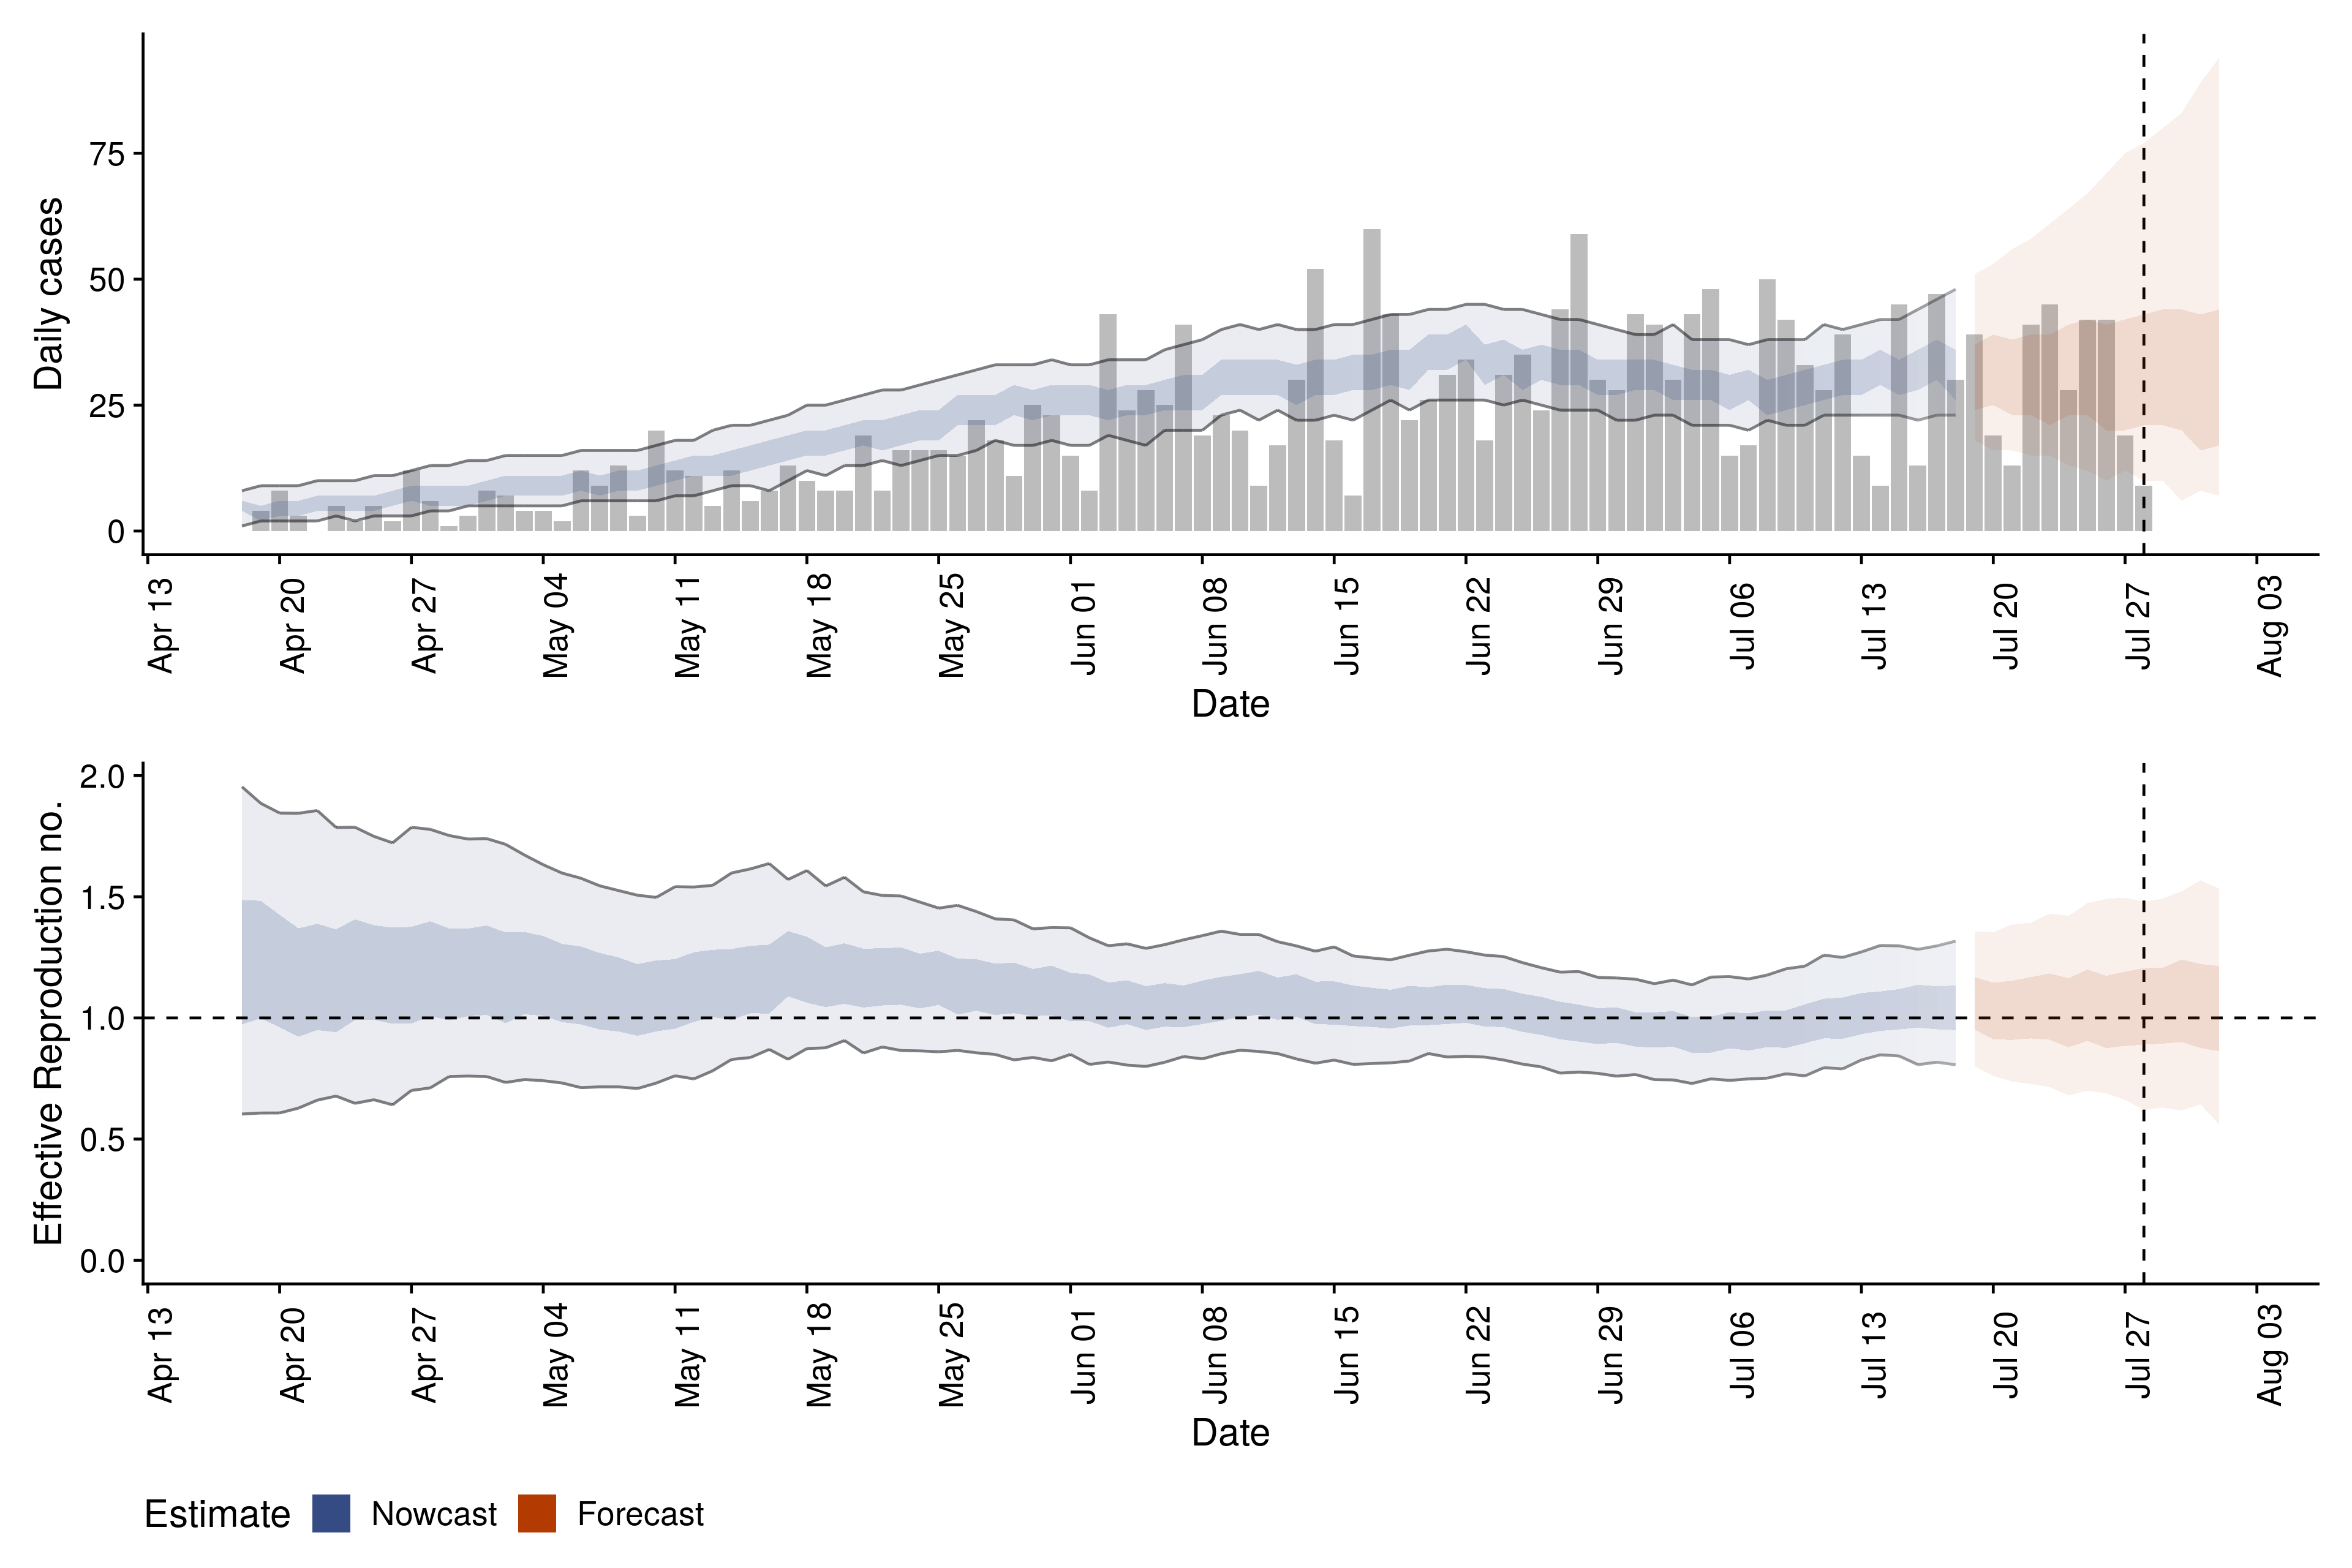 Daily cases
75
50
25
0
Apr 13
Apr 20
Apr 27
May 04
May 11
May 18
May 25
Jun 01
Jun 08
Jun 15
Jun 22
Jun 29
Jul 06
Jul 13
Jul 20
Jul 27
Aug 03
Date
Effective Reproduction no.
2.0
1.5
1.0
0.5
0.0
Apr 13
Apr 20
Apr 27
May 04
May 11
May 18
May 25
Jun 01
Jun 08
Jun 15
Jun 22
Jun 29
Jul 06
Jul 13
Jul 20
Jul 27
Aug 03
Date
Estimate Nowcast Forecast